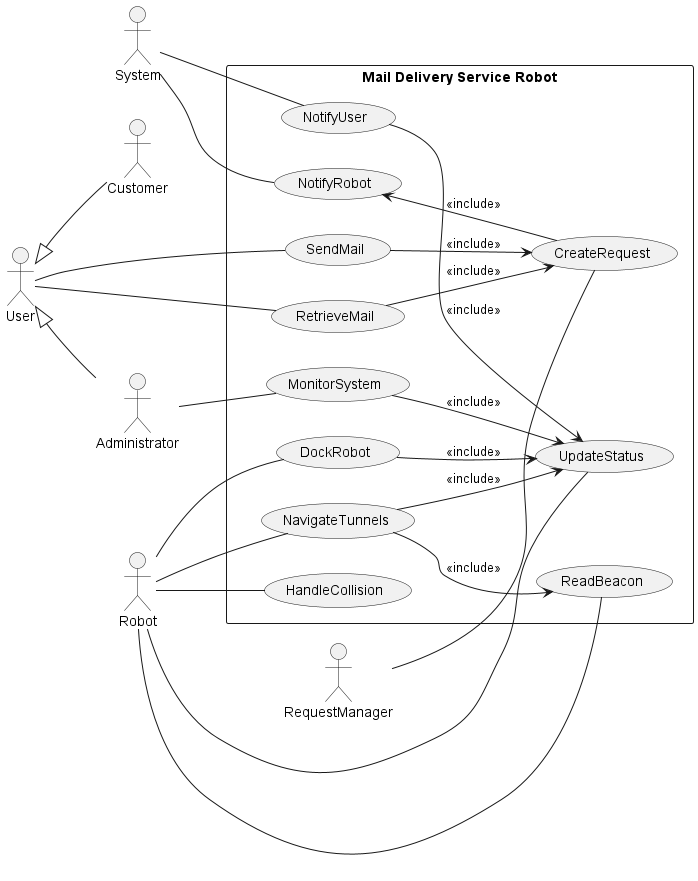 System
Mail Delivery Service Robot
NotifyUser
Customer
NotifyRobot
«include»
SendMail
«include»
CreateRequest
«include»
User
RetrieveMail
«include»
MonitorSystem
«include»
Administrator
DockRobot
«include»
UpdateStatus
«include»
NavigateTunnels
«include»
ReadBeacon
HandleCollision
Robot
RequestManager